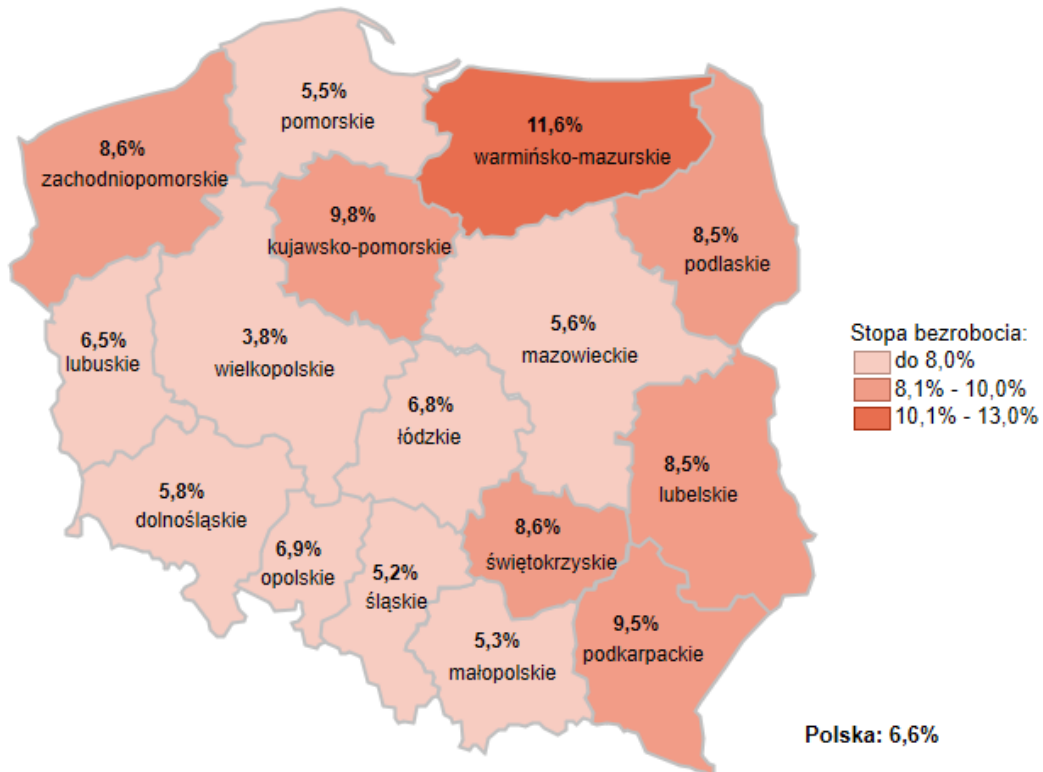 5,5%
pomorskie
11,6%
warmińsko-mazurskie
8,6%
zachodniopomorskie
9,8%
kujawsko-pomorskie
8,5%
podlaskie
6,5%
lubuskie
3,8%
wielkopolskie
5,6%
mazowieckie
6,8%
łódzkie
8,5%
lubelskie
5,8%
dolnośląskie
6,9%
opolskie
5,2%
śląskie
8,6%
świętokrzyskie
5,3%
małopolskie
9,5%
podkarpackie
Stopa bezrobocia:
do 8,0%
8,1% - 10,0%
10,1% - 13,0%
Polska: 6,6%